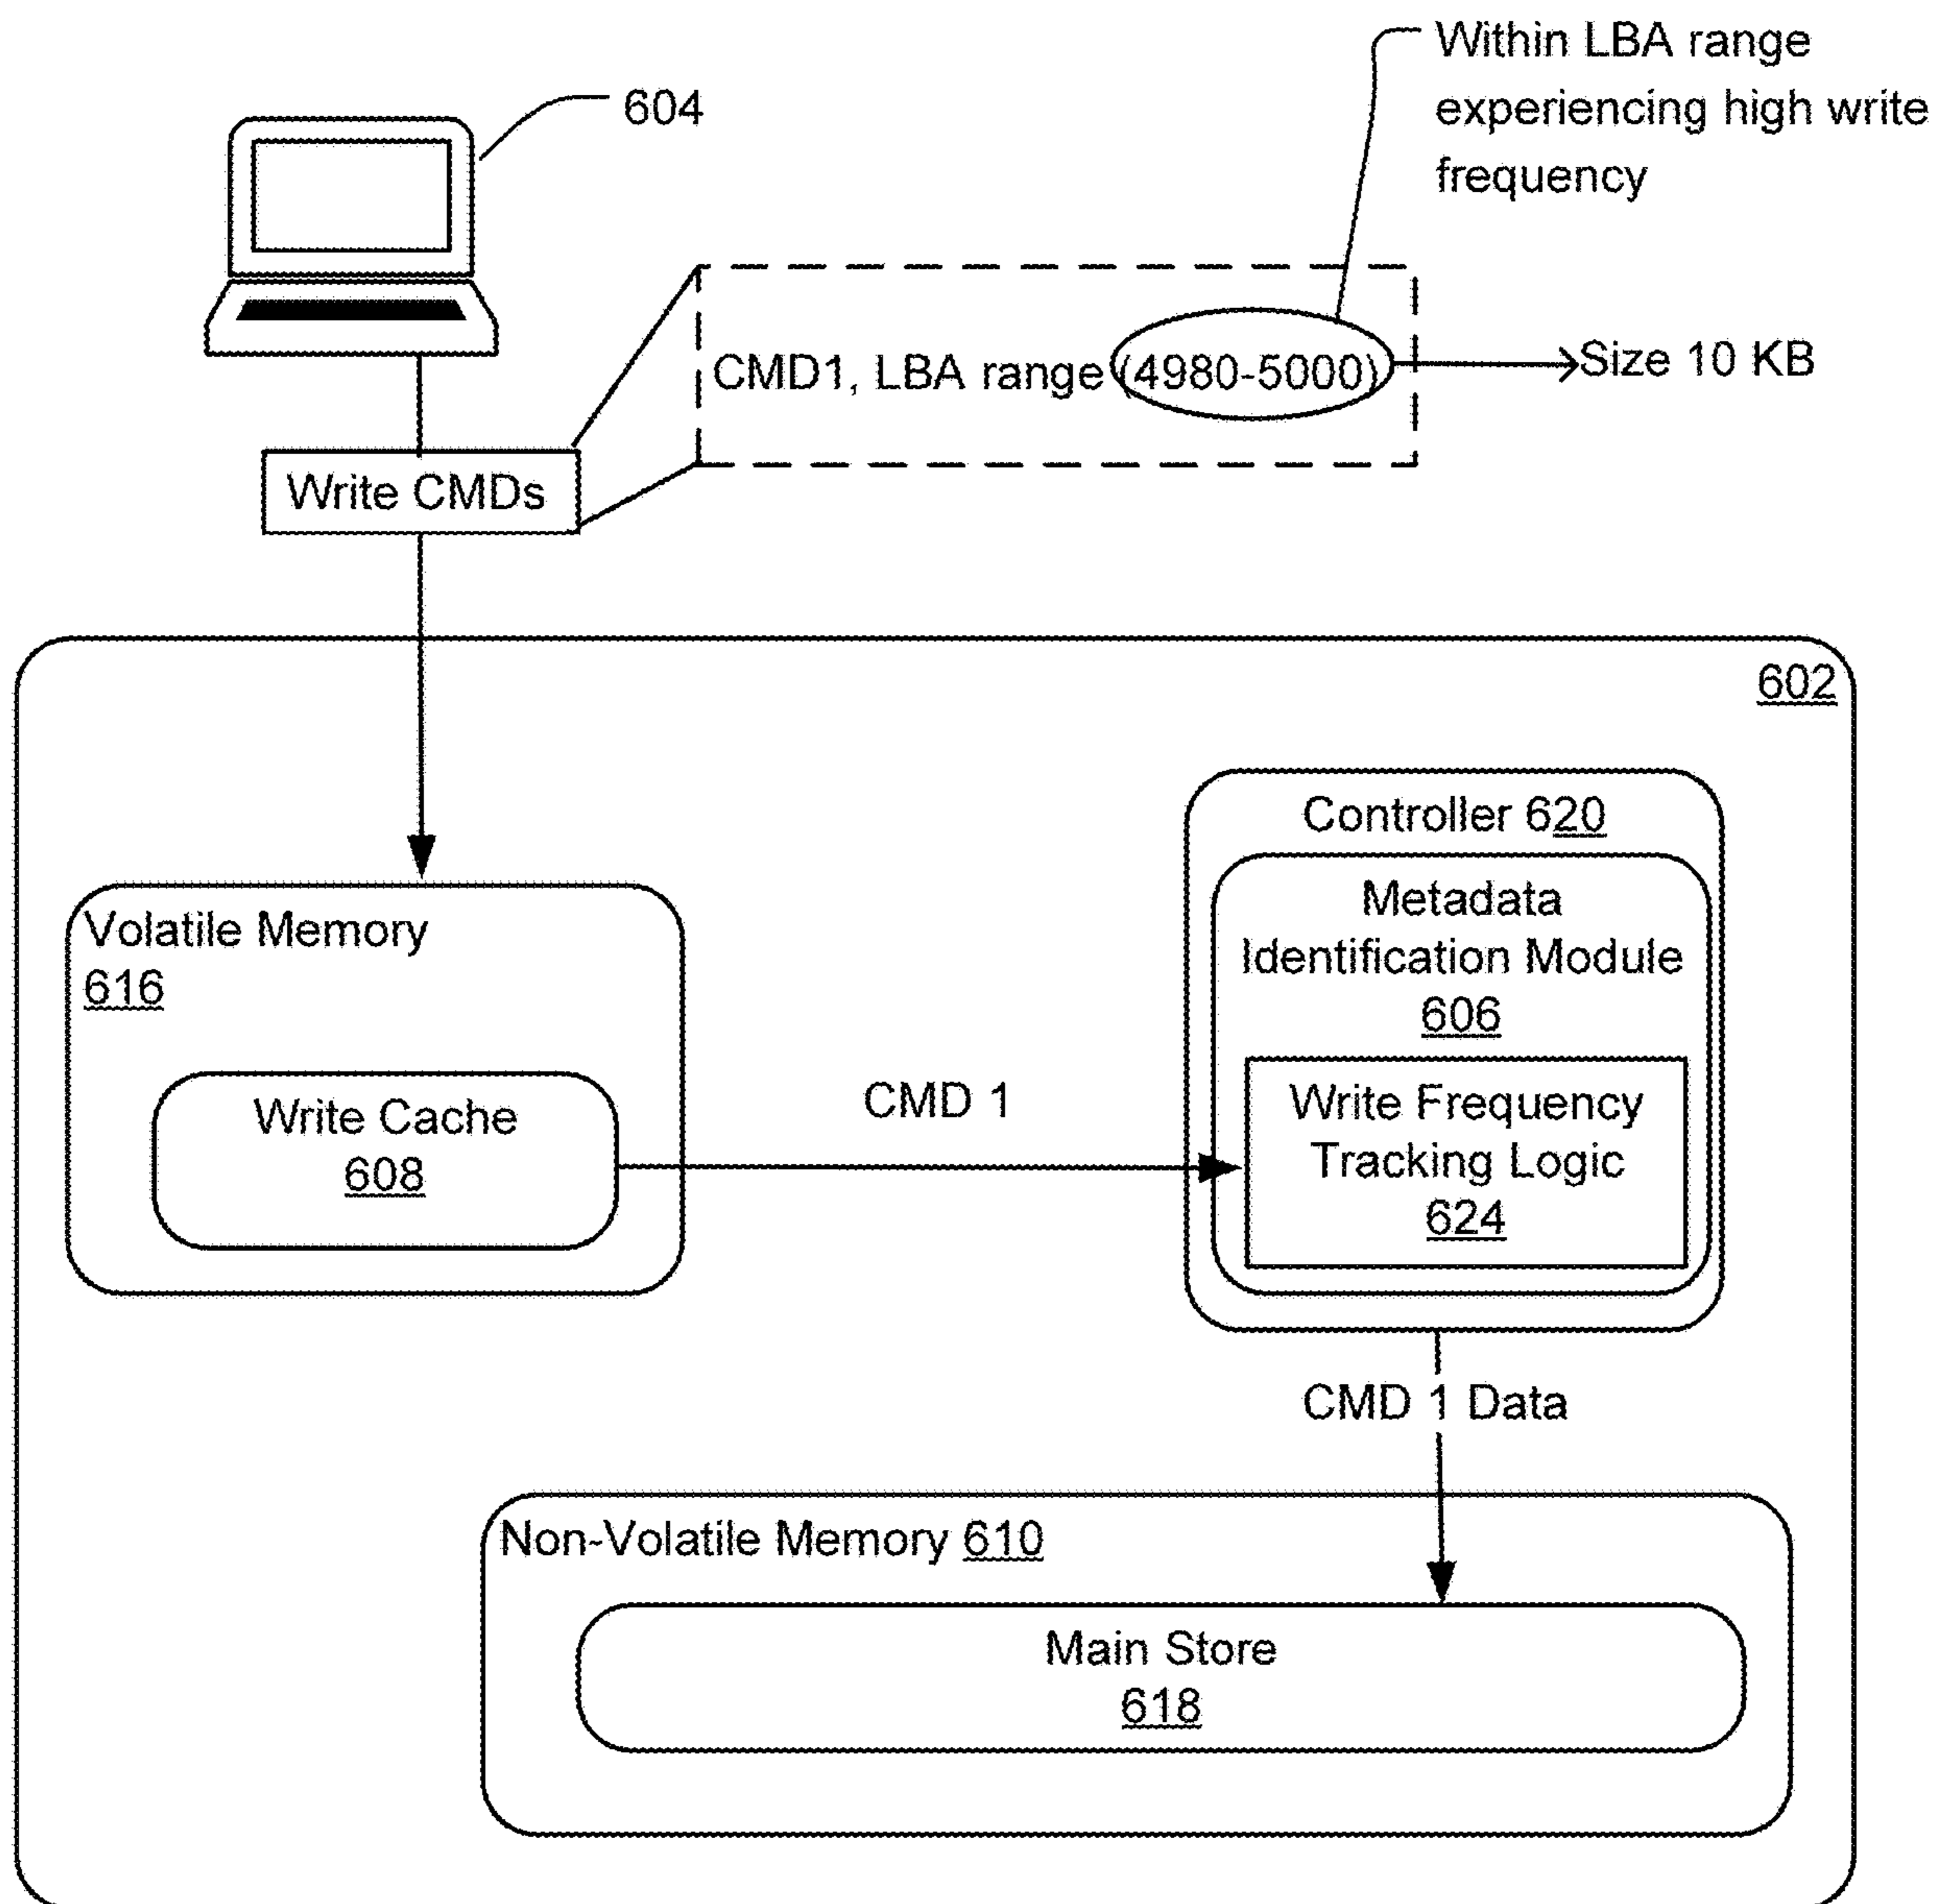 Within LBA range
experiencing high write
frequency
604
CMD1, LBA range (4980-5000)
Size 10 KB
Write CMDs
602
Controller 620
Metadata
Identification Module
606
Write Frequency
Tracking Logic
624
Volatile Memory
616
Write Cache
608
CMD 1
CMD 1 Data
Non-Volatile Memory 610
Main Store
618